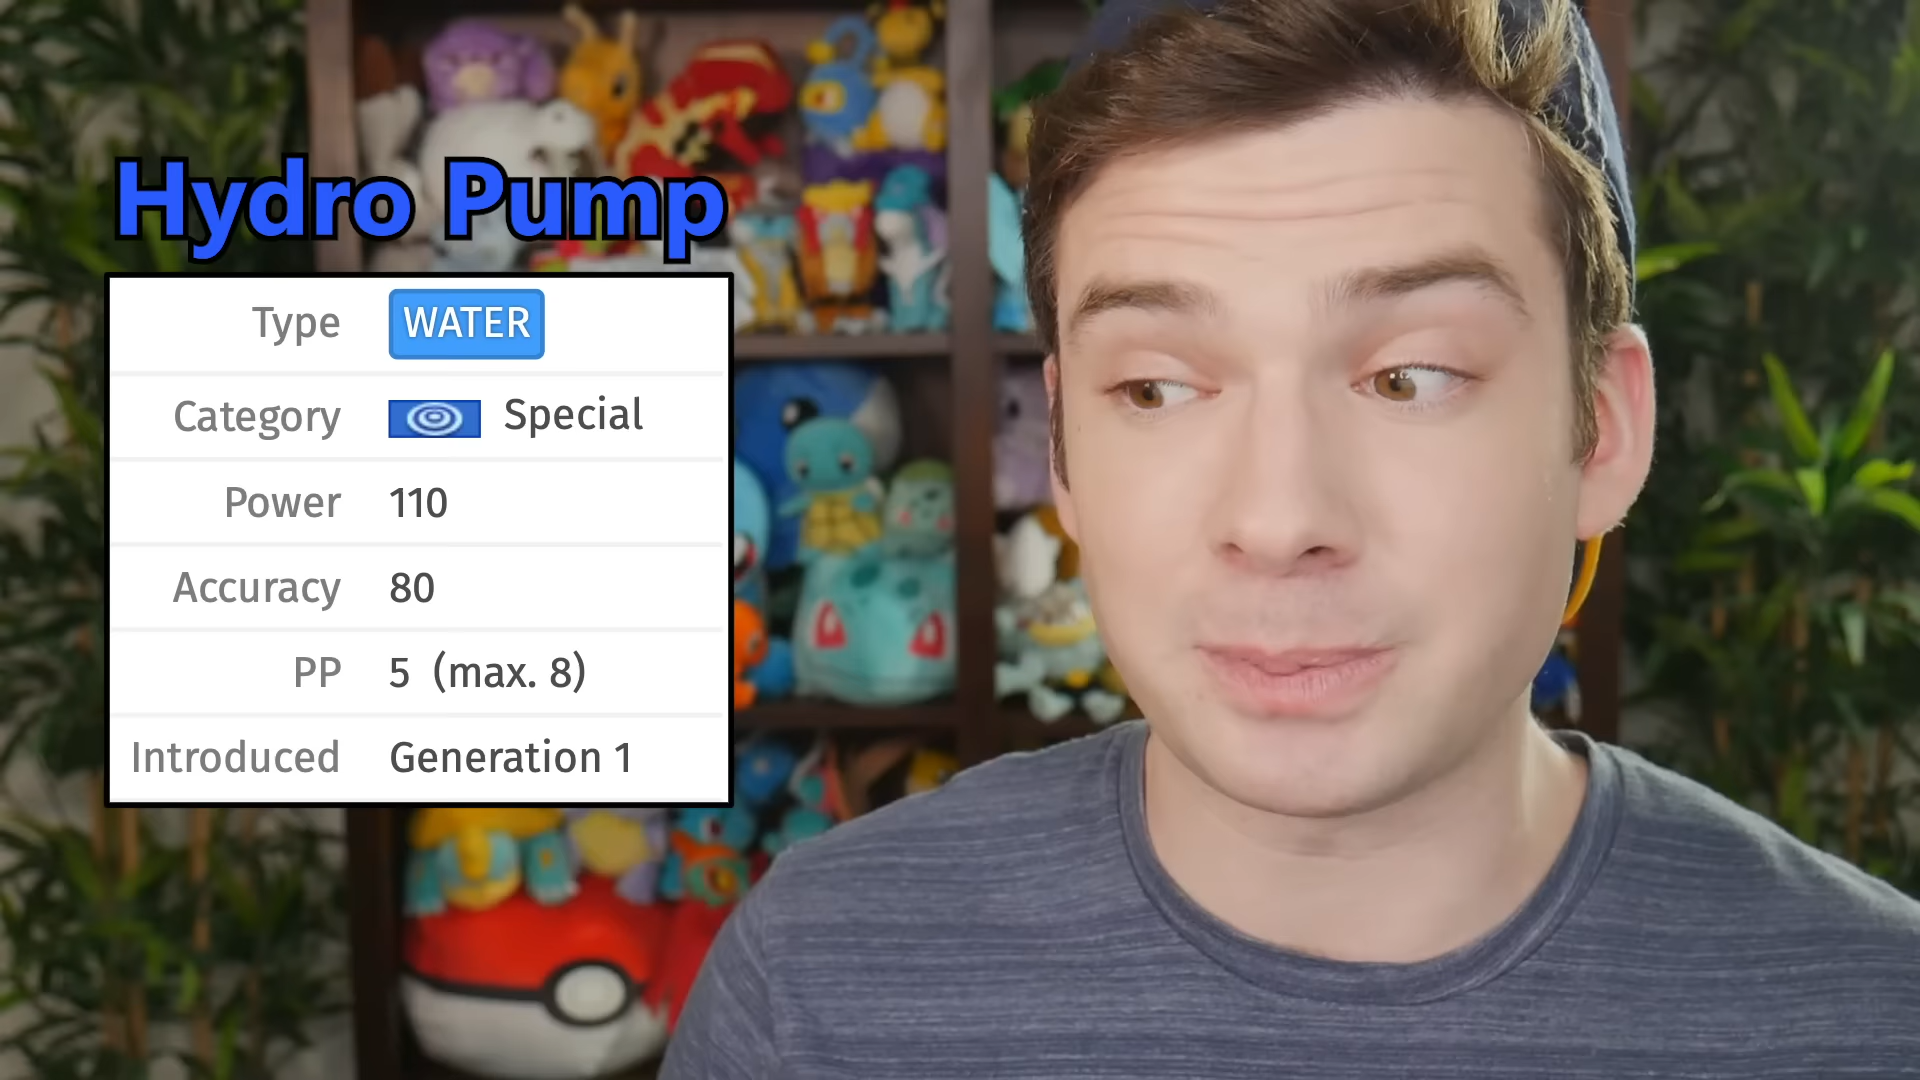 Hydro Pump
Type WATER
Category Special
Power 110
Accuracy 80
PP 5 (max. 8)
Introduced Generation 1